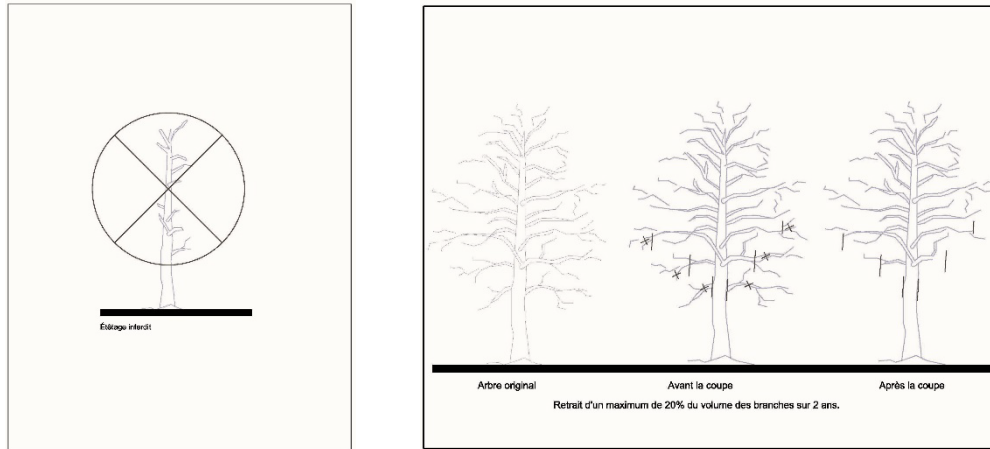 Étêtage interdit
Arbre original
Avant la coupe
Après la coupe
Retrait d'un maximum de 20% du volume des branches sur 2 ans.